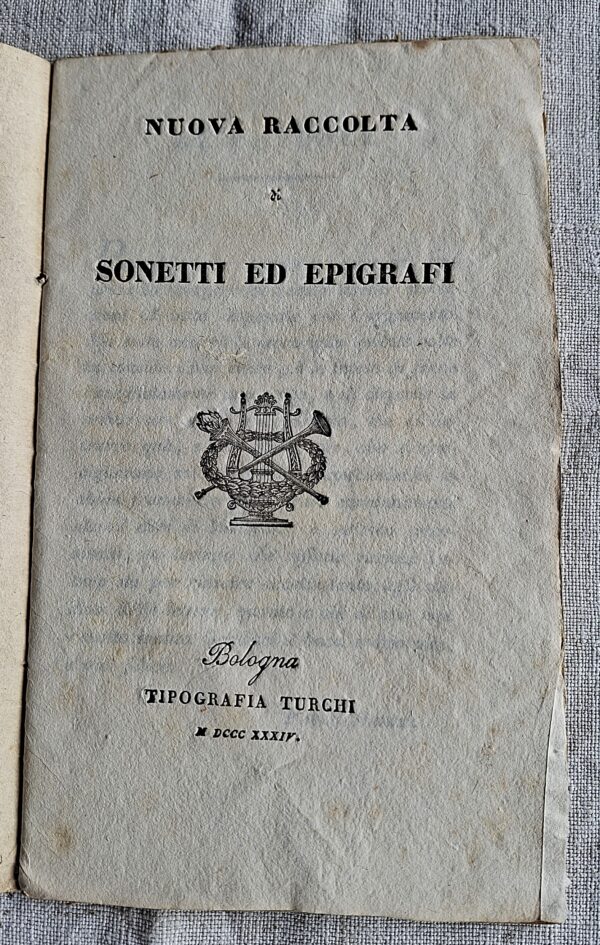 NUOVA RACCOLTA
di
SONETTI ED EPIGRAFI
Bologna
TIPOGRAFIA TURCHI
M DCCC XXXIV.